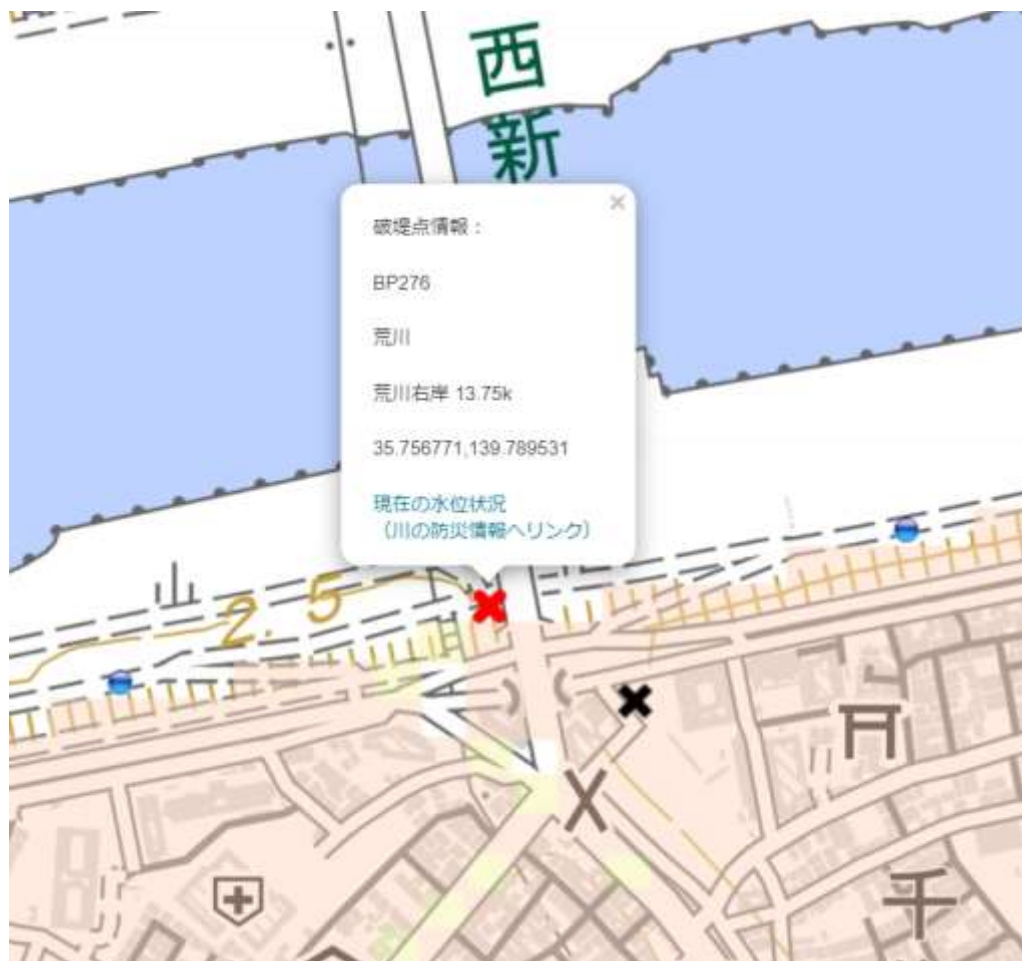 西
新
破堤点情報：
BP276
荒川
荒川右岸 13.75k
35.756771,139.789531
現在の水位状況
（川の防災情報へリンク）
2.5
千